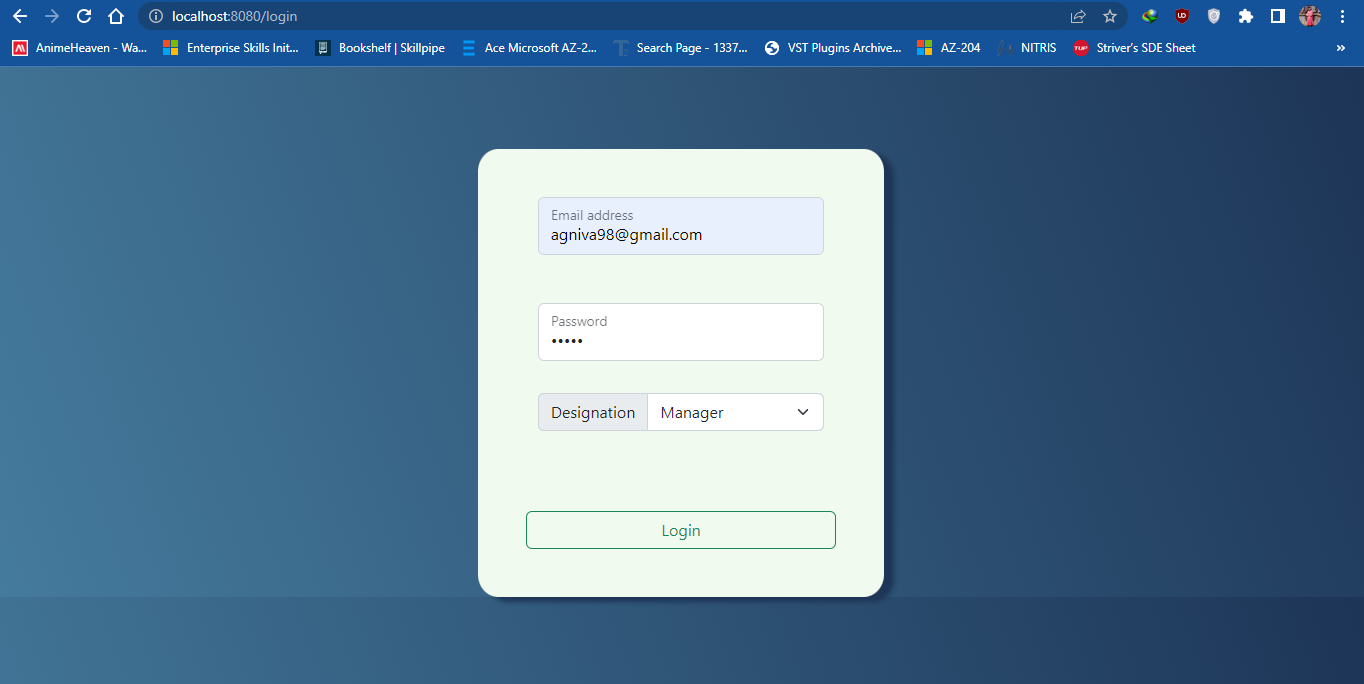 localhost:8080/login
AnimeHeaven - Wa... Enterprise Skills Init... Bookshelf | Skillpipe Ace Microsoft AZ-2... Search Page - 1337... VST Plugins Archive... AZ-204 NITRIS TUF Striver's SDE Sheet »
Email address
agniva98@gmail.com
Password
•••••
Designation Manager
Login